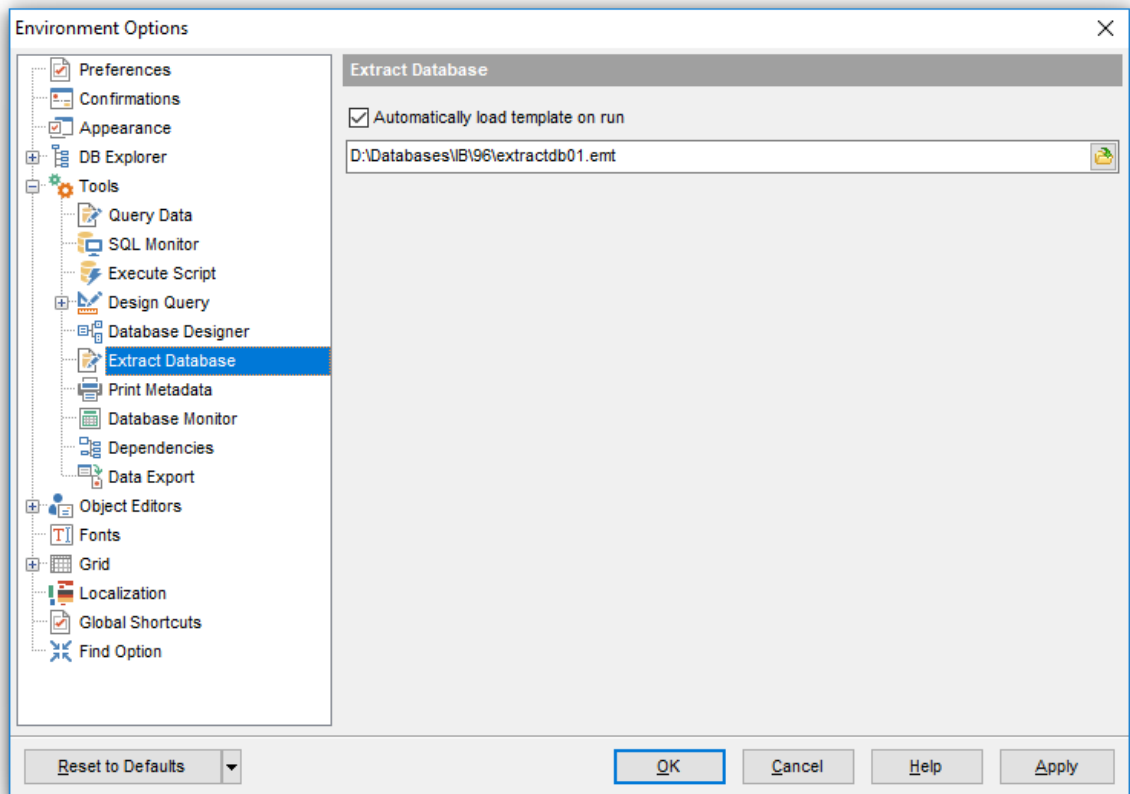 Environment Options
Preferences
Confirmations
Appearance
DB Explorer
Tools
Query Data
SQL Monitor
Execute Script
Design Query
Database Designer
Extract Database
Print Metadata
Database Monitor
Dependencies
Data Export
Object Editors
Fonts
Grid
Localization
Global Shortcuts
Find Option
Extract Database
Automatically load template on run
D:\Databases\IB\96\extractdb01.emt
Reset to Defaults
OK
Cancel
Help
Apply